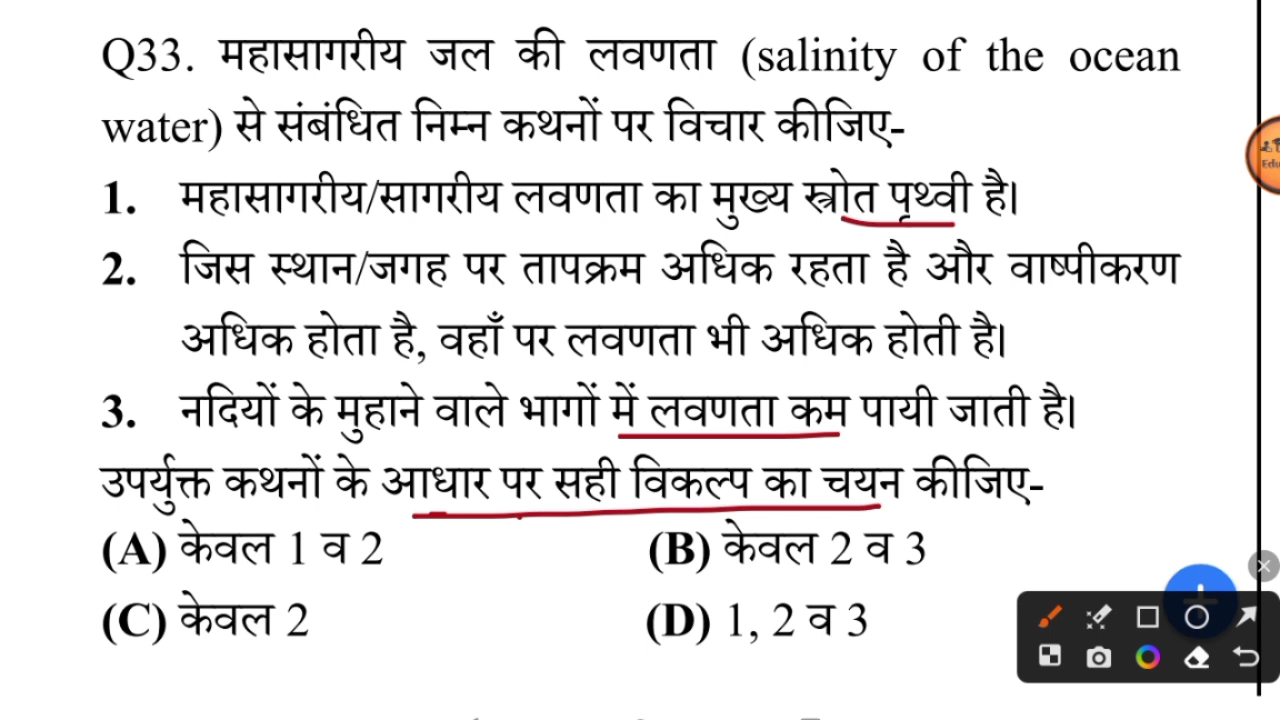 Q33. महासागरीय जल की लवणता (salinity of the ocean
water) से संबंधित निम्न कथनों पर विचार कीजिए-
1. महासागरीय/सागरीय लवणता का मुख्य स्त्रोत पृथ्वी है।
2. जिस स्थान/जगह पर तापक्रम अधिक रहता है और वाष्पीकरण
अधिक होता है, वहाँ पर लवणता भी अधिक होती है।
3. नदियों के मुहाने वाले भागों में लवणता कम पायी जाती है।
उपर्युक्त कथनों के आधार पर सही विकल्प का चयन कीजिए-
(A) केवल 1 व 2 (B) केवल 2 व 3
(C) केवल 2 (D) 1, 2 व 3
Edu